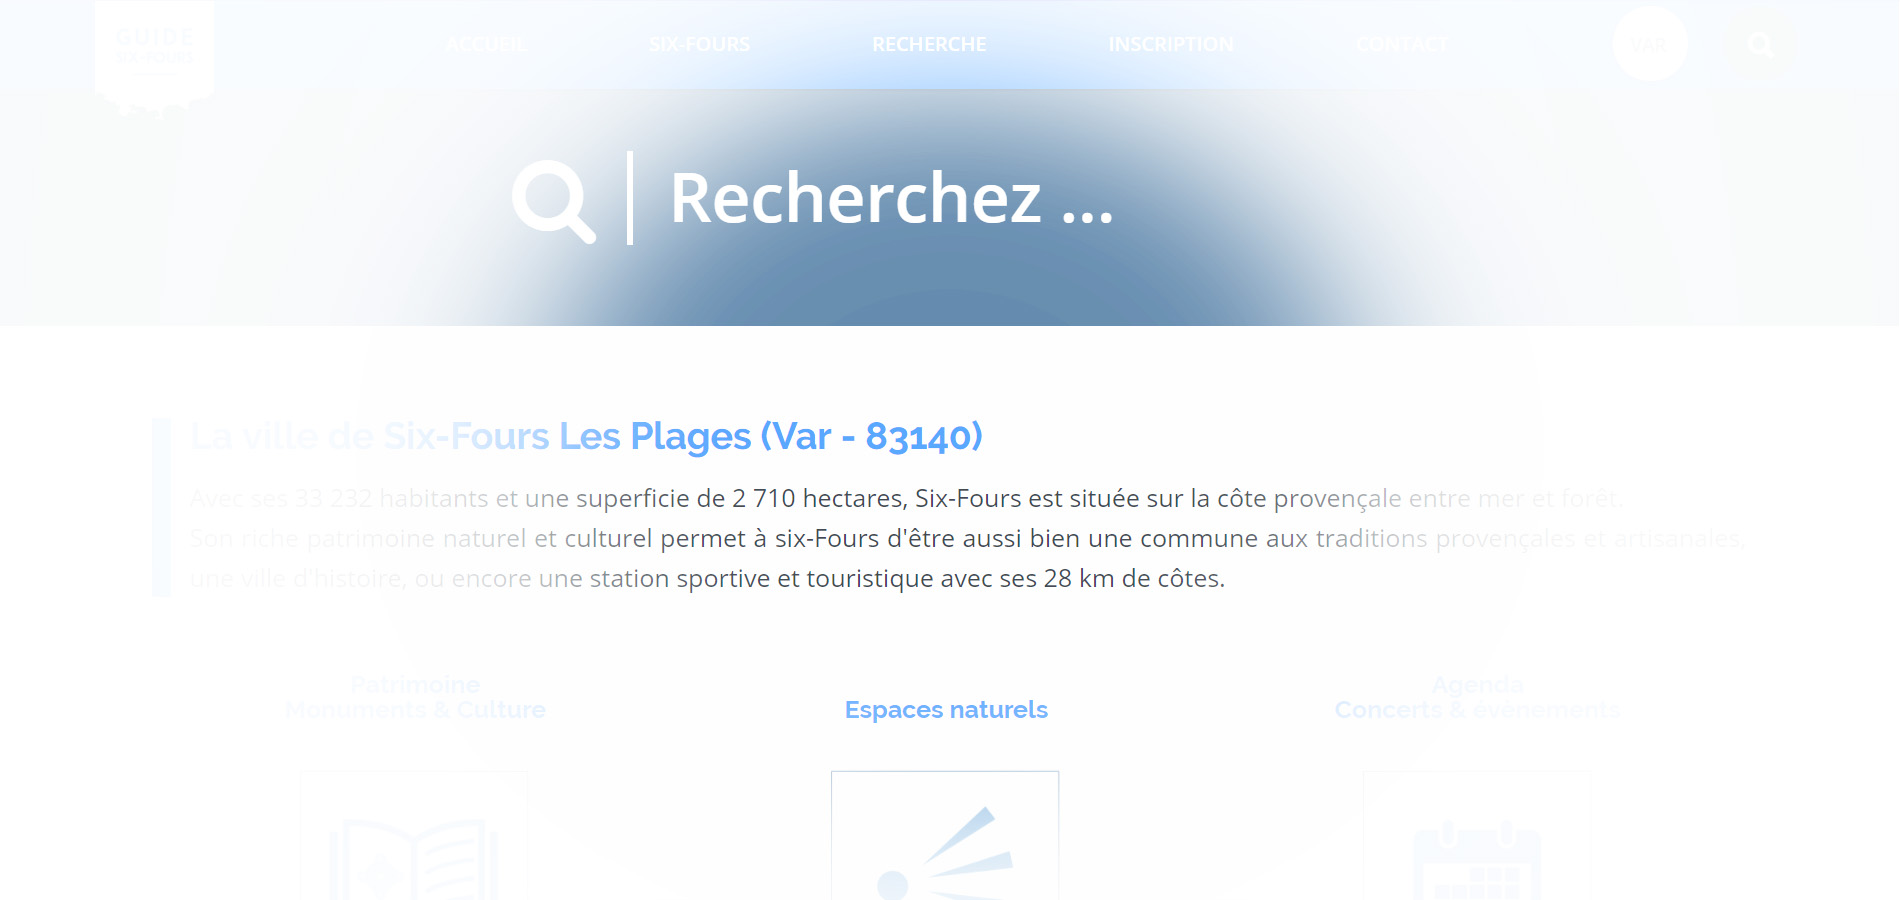 GUIDE
SIX-FOURS
ACCUEIL
SIX-FOURS
RECHERCHE
INSCRIPTION
CONTACT
VAR
Recherchez ...
La ville de Six-Fours Les Plages (Var - 83140)
Avec ses 33 232 habitants et une superficie de 2 710 hectares, Six-Fours est située sur la côte provençale entre mer et forêt.
Son riche patrimoine naturel et culturel permet à six-Fours d'être aussi bien une commune aux traditions provençales et artisanales,
une ville d'histoire, ou encore une station sportive et touristique avec ses 28 km de côtes.
Patrimoine
Monuments & Culture
Espaces naturels
Agenda
Concerts & évènements